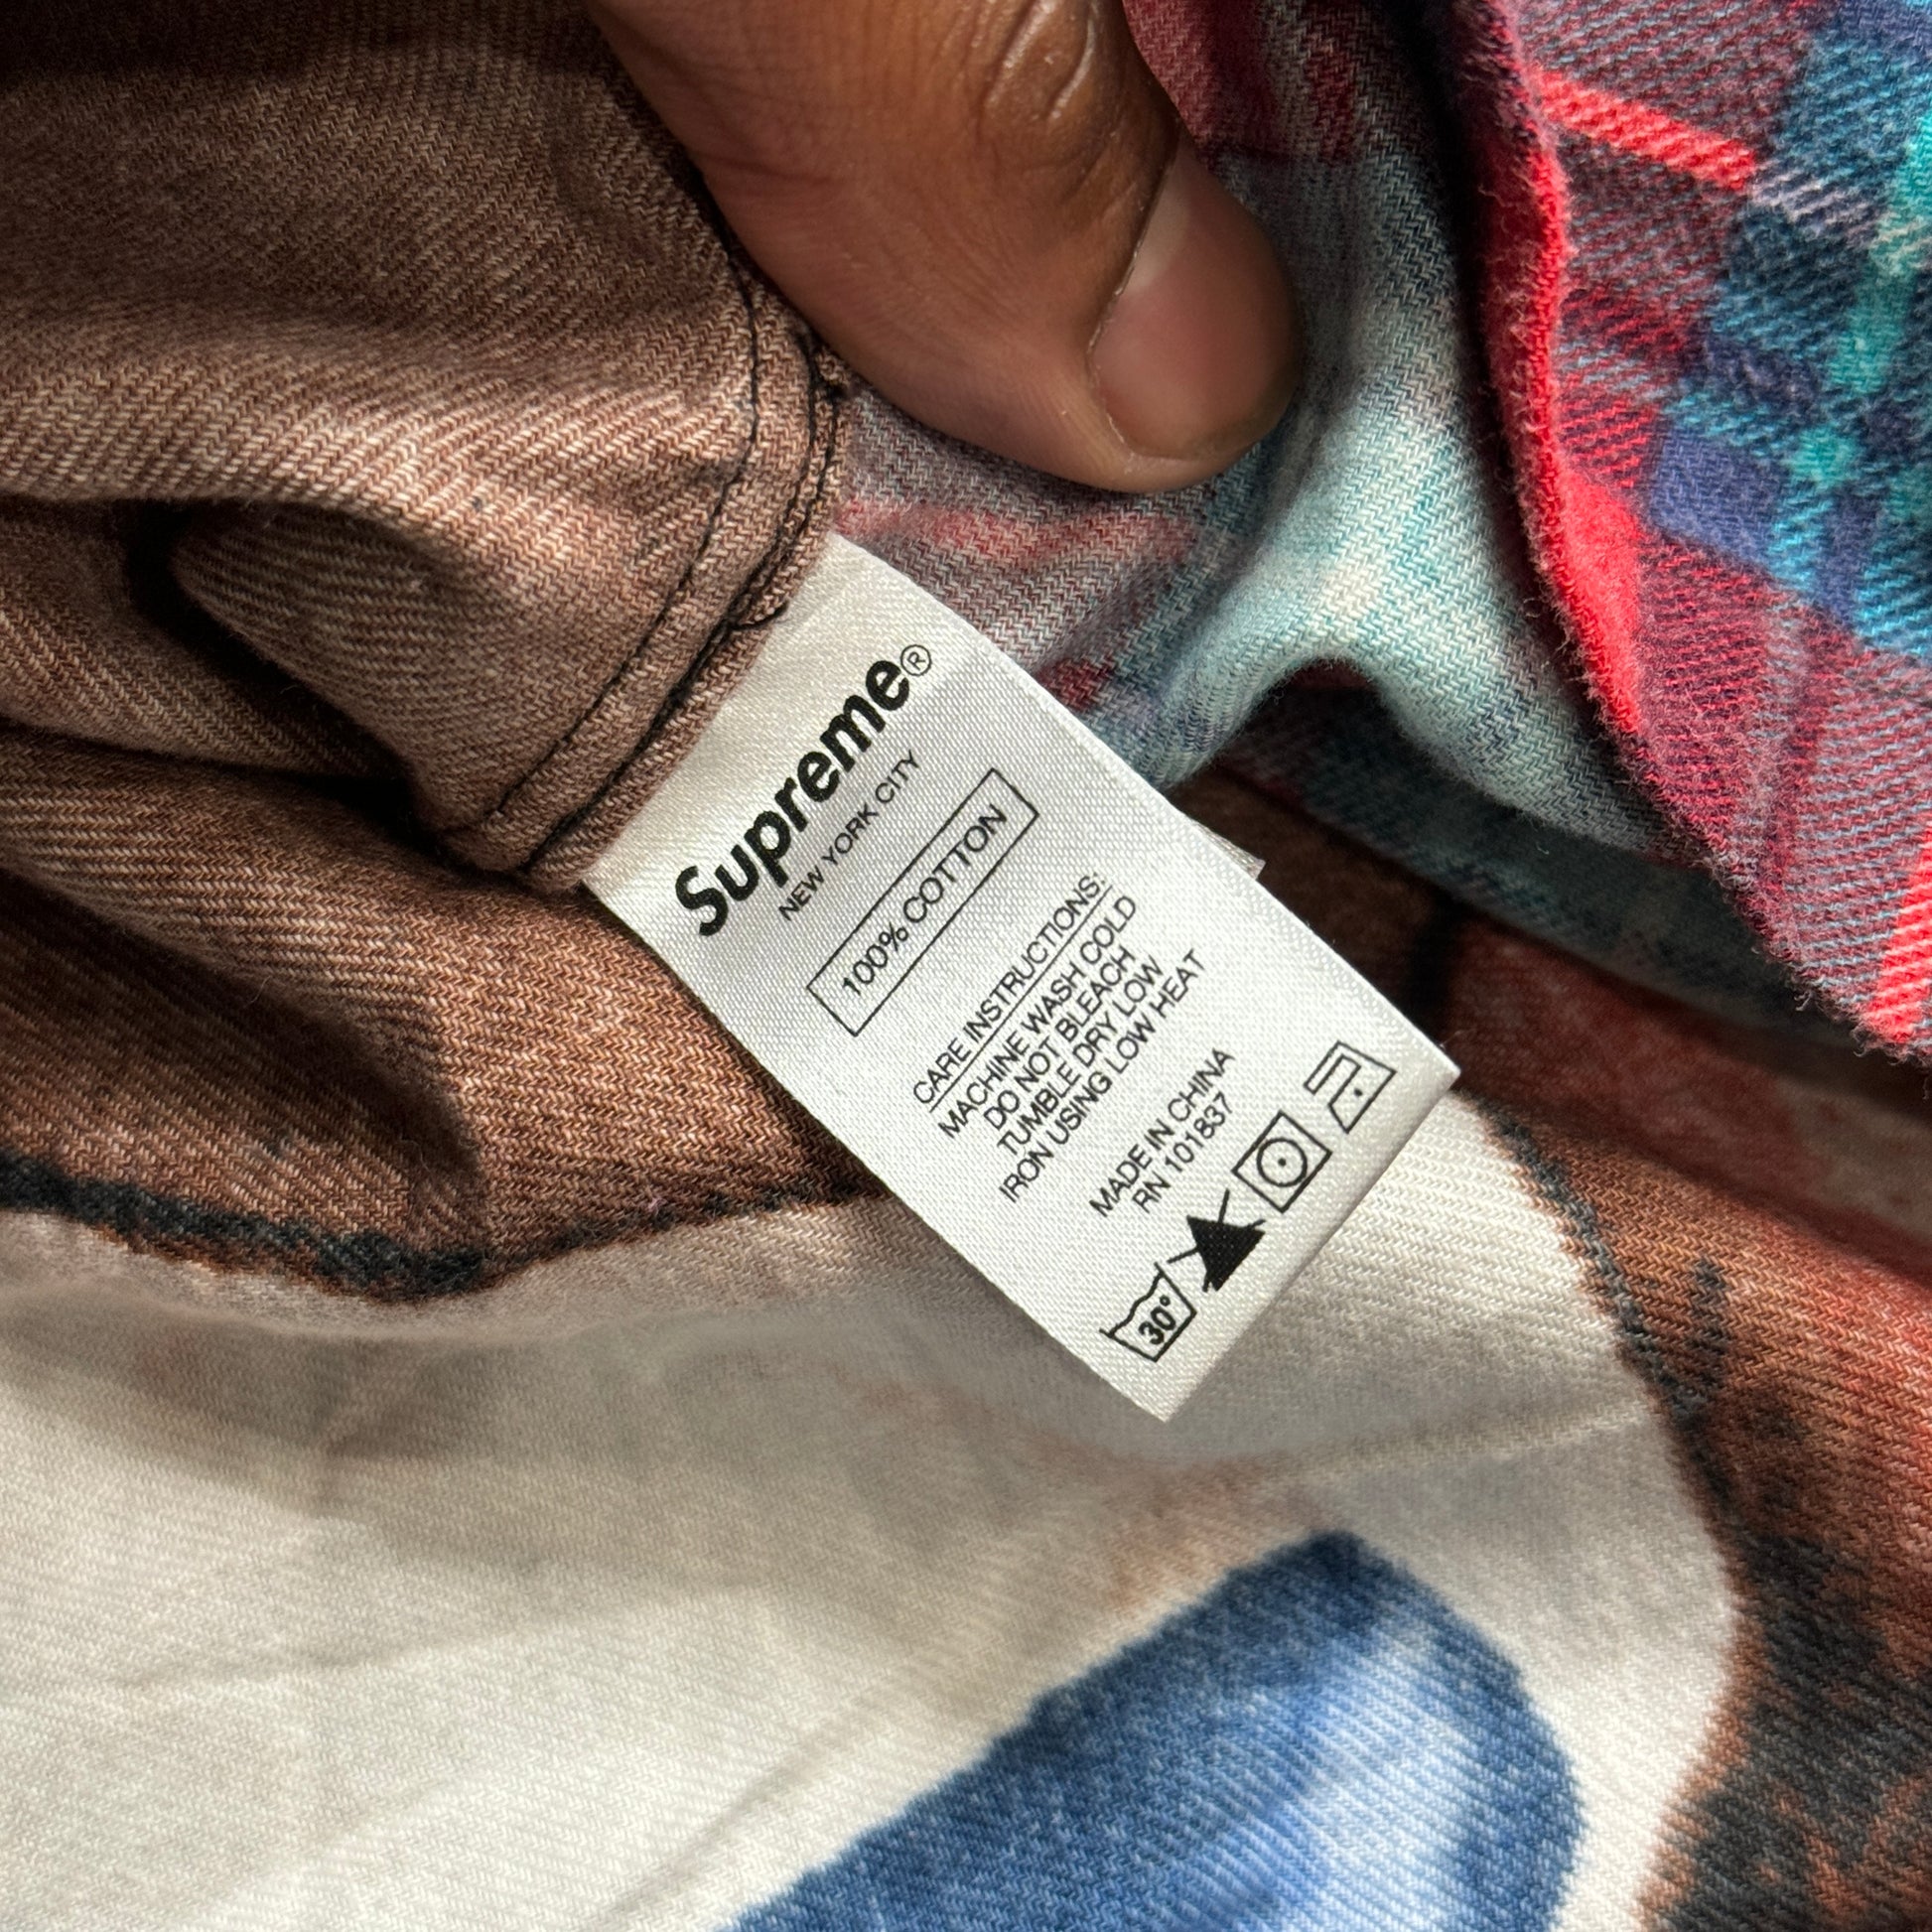 Supreme®
NEW YORK CITY
100% COTTON
CARE INSTRUCTIONS:
MACHINE WASH COLD
DO NOT BLEACH
TUMBLE DRY LOW
IRON USING LOW HEAT
MADE IN CHINA
RN 101837
30°